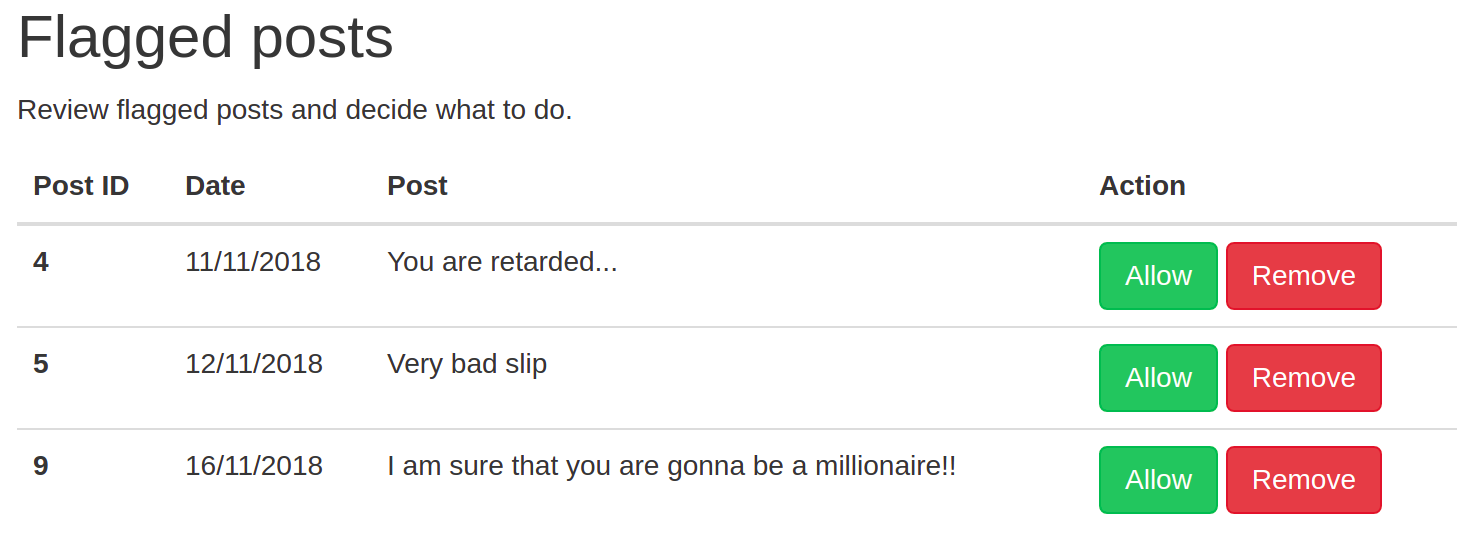 Flagged posts
Review flagged posts and decide what to do.
Post ID Date Post Action
4 11/11/2018 You are retarded... Allow Remove
5 12/11/2018 Very bad slip Allow Remove
9 16/11/2018 I am sure that you are gonna be a millionaire!! Allow Remove